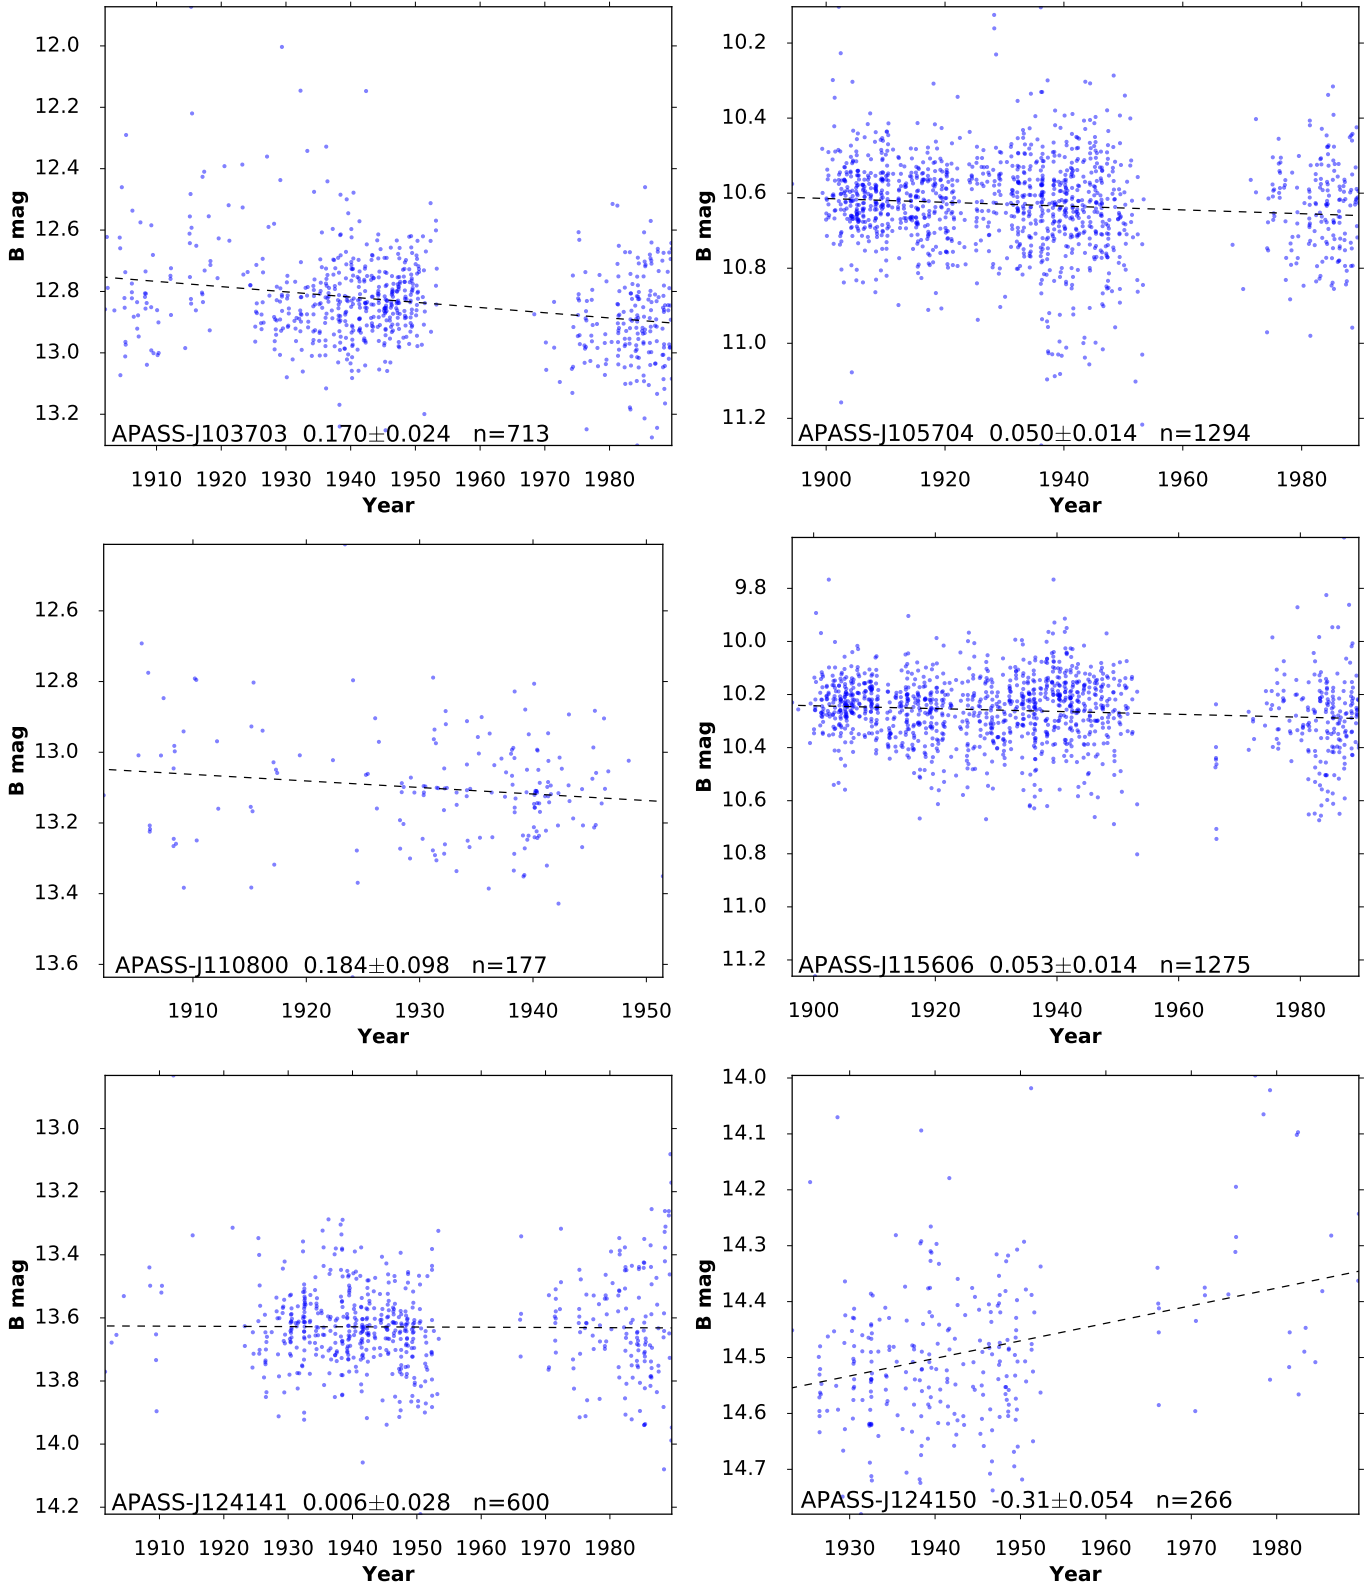 12.0
12.2
12.4
12.6
12.8
13.0
13.2
B mag
APASS-J103703 0.170±0.024 n=713
1910 1920 1930 1940 1950 1960 1970 1980
Year
10.2
10.4
10.6
10.8
11.0
11.2
B mag
APASS-J105704 0.050±0.014 n=1294
1900 1920 1940 1960 1980
Year
12.6
12.8
13.0
13.2
13.4
13.6
B mag
APASS-J110800 0.184±0.098 n=177
1910 1920 1930 1940 1950
Year
9.8
10.0
10.2
10.4
10.6
10.8
11.0
11.2
B mag
APASS-J115606 0.053±0.014 n=1275
1900 1920 1940 1960 1980
Year
13.0
13.2
13.4
13.6
13.8
14.0
14.2
B mag
APASS-J124141 0.006±0.028 n=600
1910 1920 1930 1940 1950 1960 1970 1980
Year
14.0
14.1
14.2
14.3
14.4
14.5
14.6
14.7
B mag
APASS-J124150 -0.31±0.054 n=266
1930 1940 1950 1960 1970 1980
Year